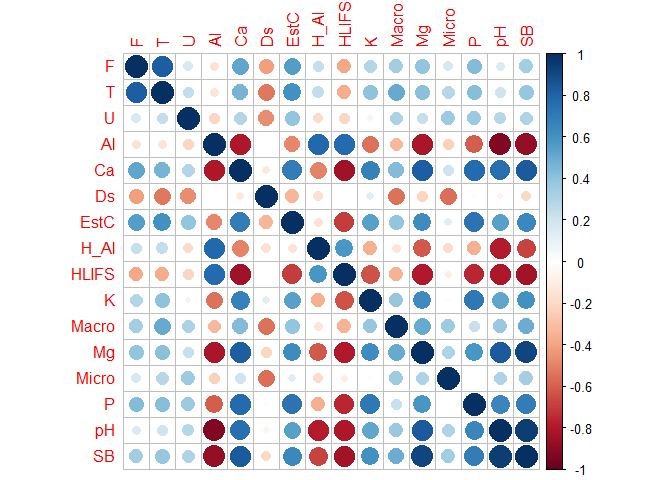 F T U Al Ca Ds EstC H_Al HLIFS K Macro Mg Micro P pH SB
F
T
U
Al
Ca
Ds
EstC
H_Al
HLIFS
K
Macro
Mg
Micro
P
pH
SB
1
0.8
0.6
0.4
0.2
0
-0.2
-0.4
-0.6
-0.8
-1